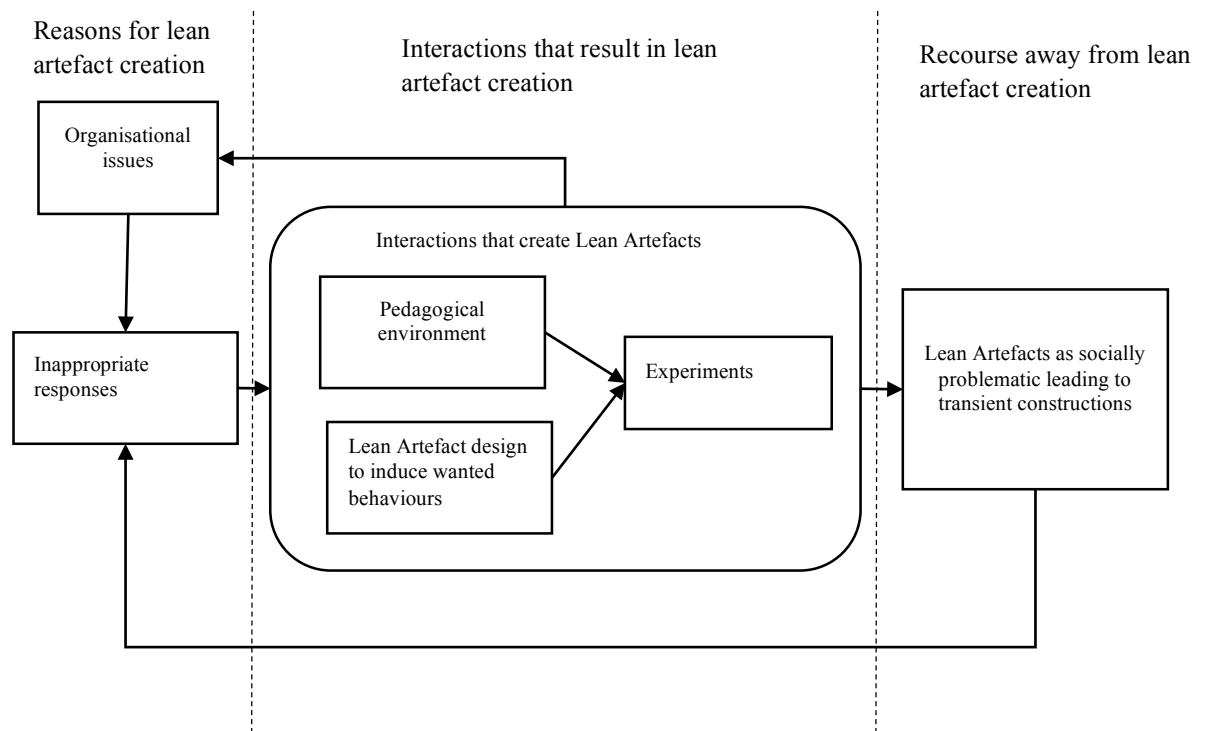 Reasons for lean
artefact creation
Interactions that result in lean
artefact creation
Recourse away from lean
artefact creation
Organisational
issues
Interactions that create Lean Artefacts
Pedagogical
environment
Inappropriate
responses
Experiments
Lean Artefacts as socially
problematic leading to
transient constructions
Lean Artefact design
to induce wanted
behaviours